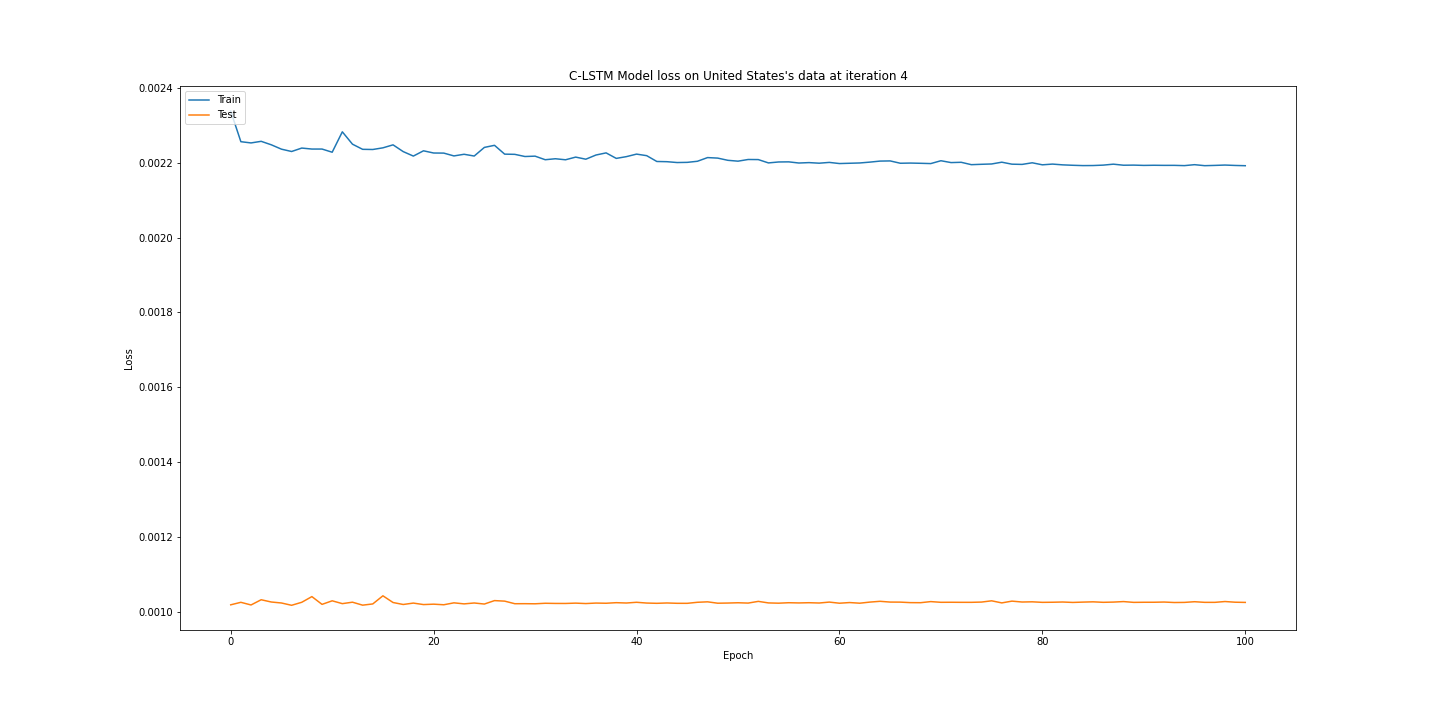 C-LSTM Model loss on United States's data at iteration 4
Train
Test
0.0024
0.0022
0.0020
0.0018
0.0016
0.0014
0.0012
0.0010
Loss
0 20 40 60 80 100
Epoch